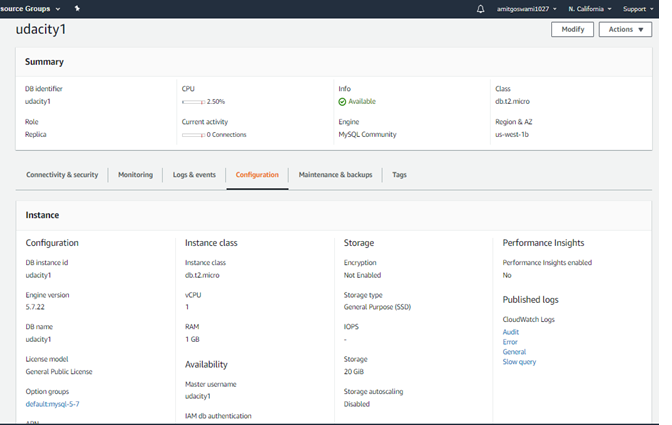 source Groups
amitgoswami1027
N. California
Support
udacity1
Modify
Actions
Summary
DB identifier
udacity1
CPU
2.50%
Info
Available
Class
db.t2.micro
Role
Replica
Current activity
0 Connections
Engine
MySQL Community
Region & AZ
us-west-1b
Connectivity & security
Monitoring
Logs & events
Configuration
Maintenance & backups
Tags
Instance
Configuration
DB instance id
udacity1
Engine version
5.7.22
DB name
udacity1
License model
General Public License
Option groups
default:mysql-5-7
Instance class
Instance class
db.t2.micro
vCPU
1
RAM
1 GB
Availability
Master username
udacity1
IAM db authentication
Storage
Encryption
Not Enabled
Storage type
General Purpose (SSD)
IOPS
-
Storage
20 GiB
Storage autoscaling
Disabled
Performance Insights
Performance Insights enabled
No
Published logs
CloudWatch Logs
Audit
Error
General
Slow query